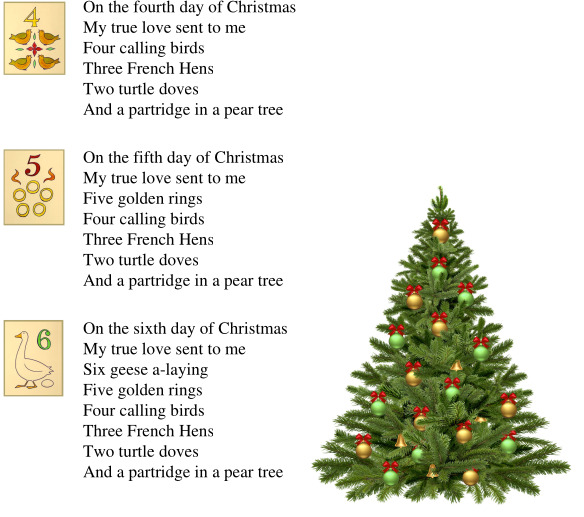 4
On the fourth day of Christmas
My true love sent to me
Four calling birds
Three French Hens
Two turtle doves
And a partridge in a pear tree
5
On the fifth day of Christmas
My true love sent to me
Five golden rings
Four calling birds
Three French Hens
Two turtle doves
And a partridge in a pear tree
6
On the sixth day of Christmas
My true love sent to me
Six geese a-laying
Five golden rings
Four calling birds
Three French Hens
Two turtle doves
And a partridge in a pear tree